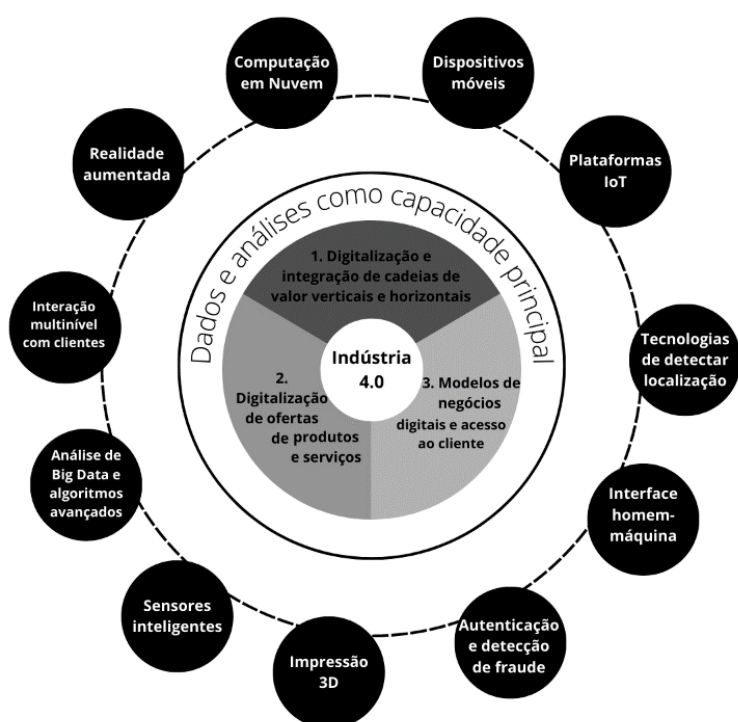 Computação
em Nuvem
Dispositivos
móveis
Realidade
aumentada
Plataformas
IoT
Dados e análises como capacidade principal
1. Digitalização e
integração de cadeias de
valor verticais e horizontais
Interação
multinível
com clientes
Indústria
4.0
Tecnologias
de detectar
localização
2.
Digitalização
de ofertas
de produtos
e serviços
3. Modelos de
negócios
digitais e acesso
ao cliente
Análise de
Big Data e
algoritmos
avançados
Interface
homem-
máquina
Sensores
inteligentes
Impressão
3D
Autenticação
e detecção
de fraude